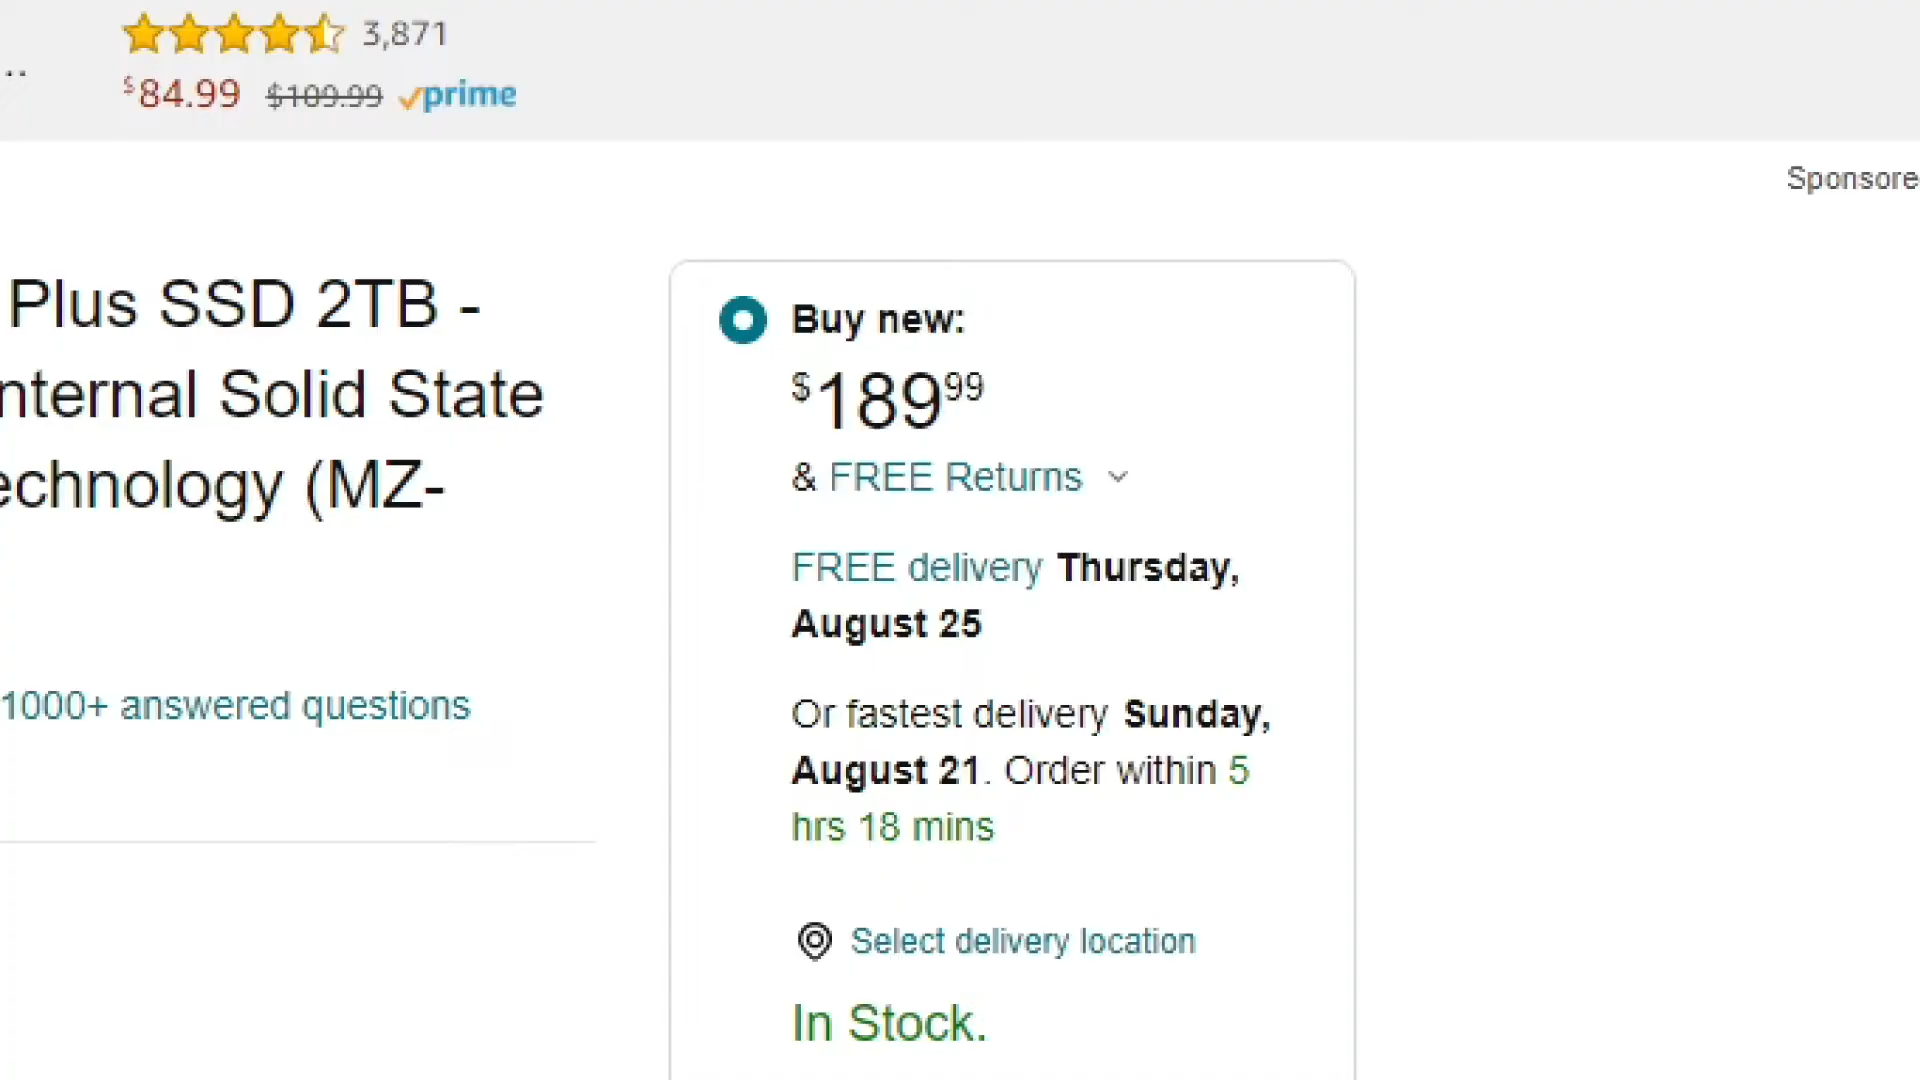 3,871
..
$84.99 $109.99 prime
Sponsore
Plus SSD 2TB -
nternal Solid State
echnology (MZ-
1000+ answered questions
Buy new:
$189.99
& FREE Returns
FREE delivery Thursday,
August 25
Or fastest delivery Sunday,
August 21. Order within 5
hrs 18 mins
Select delivery location
In Stock.